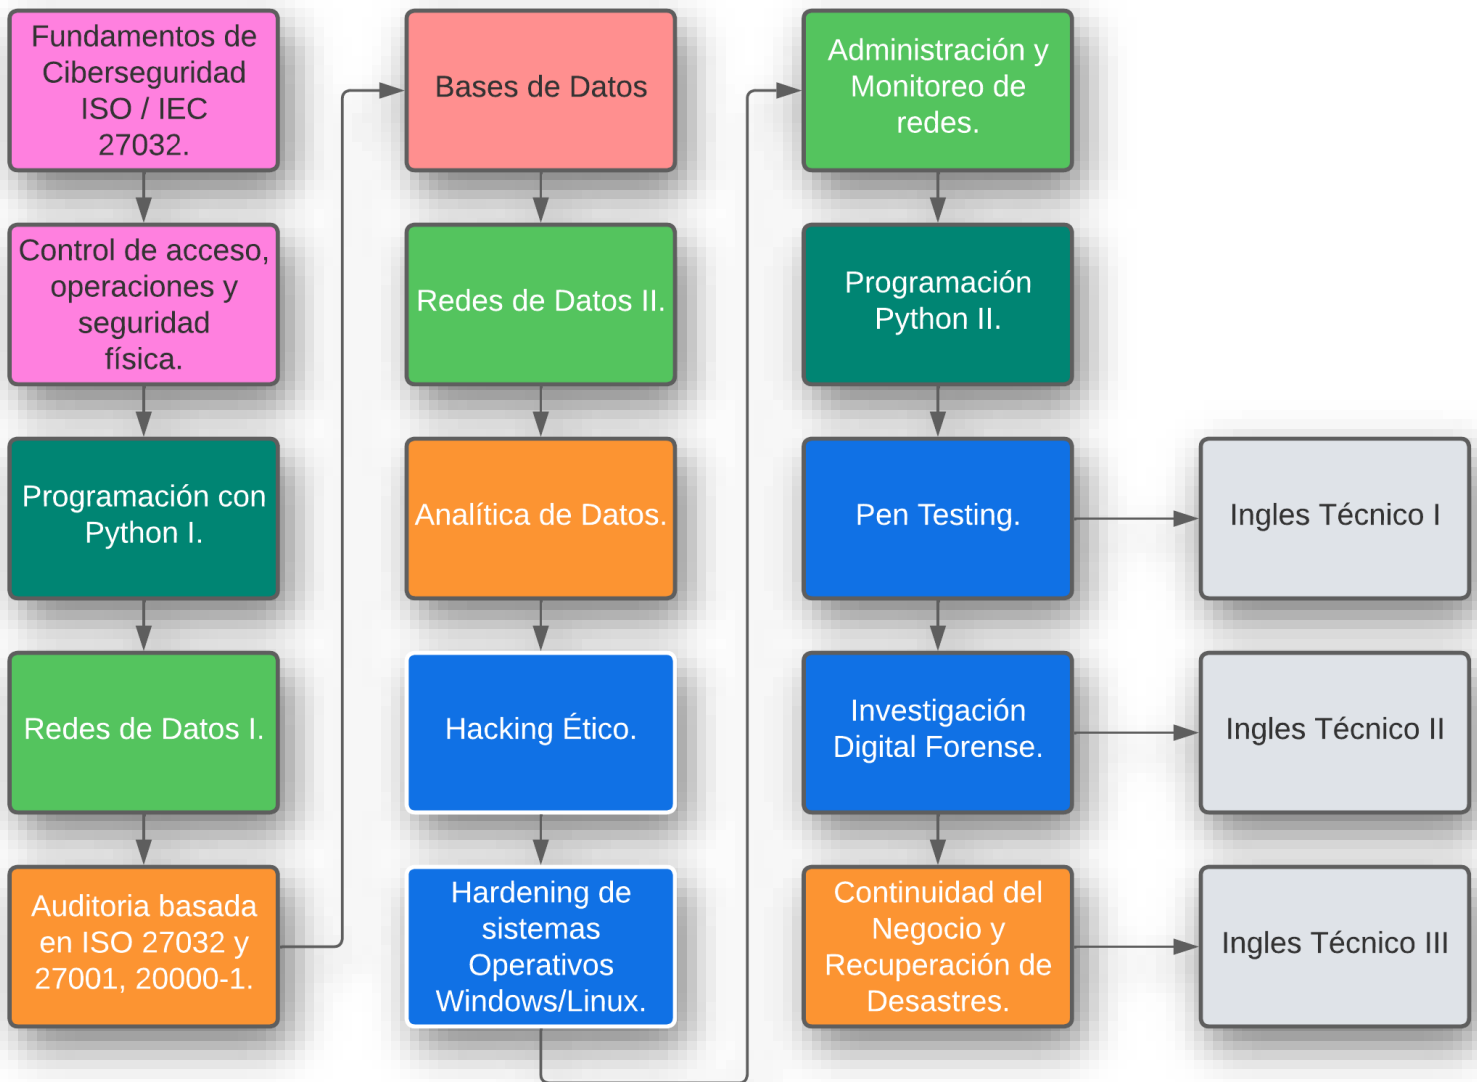 Fundamentos de
Ciberseguridad
ISO / IEC
27032.
Control de acceso,
operaciones y
seguridad
física.
Programación con
Python I.
Redes de Datos I.
Auditoria basada
en ISO 27032 y
27001, 20000-1.
Bases de Datos
Redes de Datos II.
Analítica de Datos.
Hacking Ético.
Hardening de
sistemas
Operativos
Windows/Linux.
Administración y
Monitoreo de
redes.
Programación
Python II.
Pen Testing.
Investigación
Digital Forense.
Continuidad del
Negocio y
Recuperación de
Desastres.
Ingles Técnico I
Ingles Técnico II
Ingles Técnico III